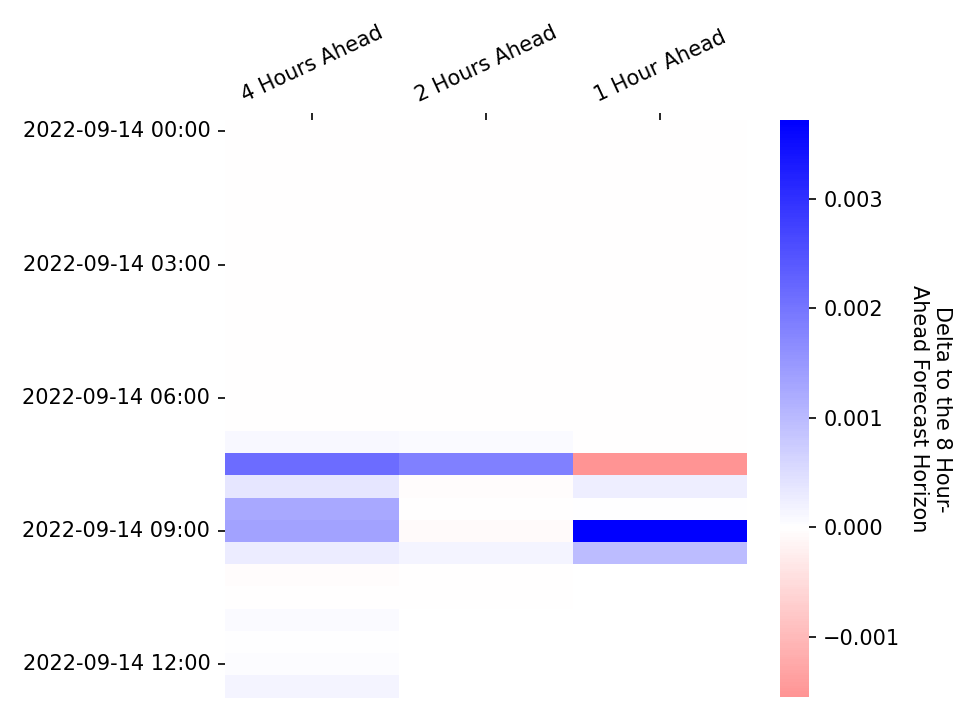 4 Hours Ahead
2 Hours Ahead
1 Hour Ahead
2022-09-14 00:00
2022-09-14 03:00
2022-09-14 06:00
2022-09-14 09:00
2022-09-14 12:00
0.003
0.002
0.001
0.000
−0.001
Delta to the 8 Hour-
Ahead Forecast Horizon